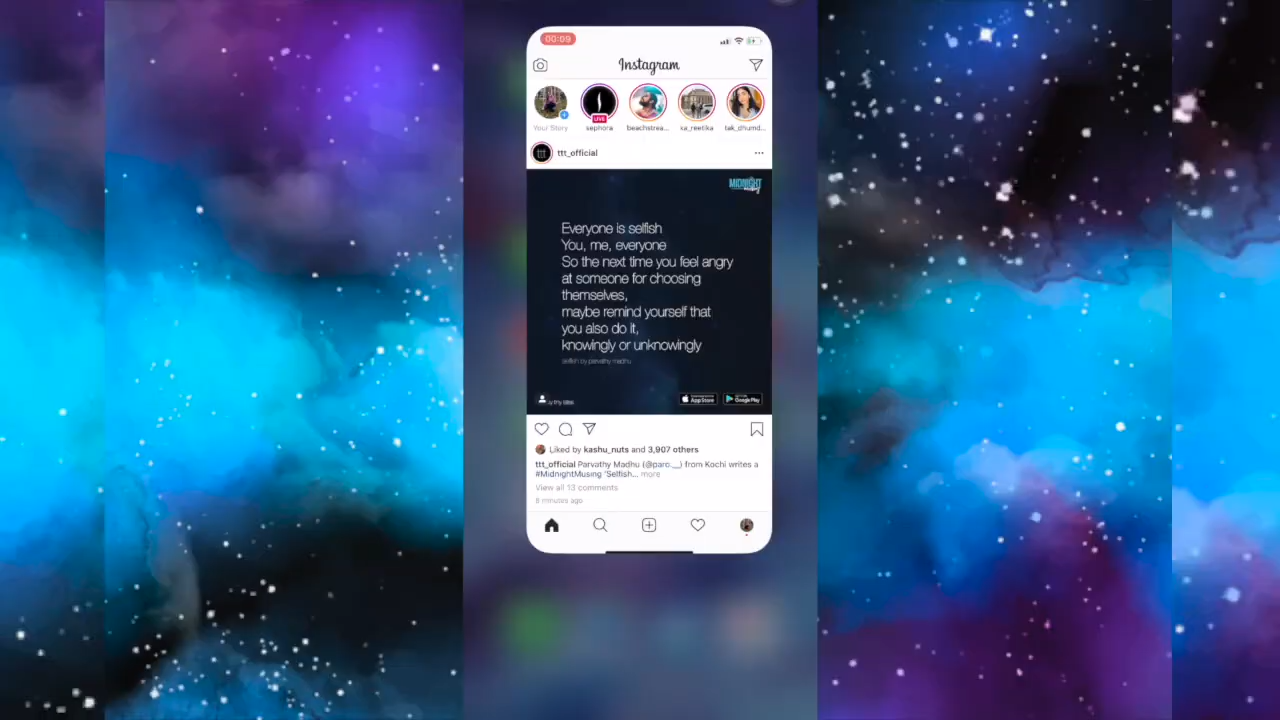 00:09
Instagram
Your Story
LIVE
sephora
beachstrea...
ka_reetika
tak_dhumd...
ttt ttt_official
MIDNIGHT
Everyone is selfish
You, me, everyone
So the next time you feel angry
at someone for choosing
themselves,
maybe remind yourself that
you also do it,
knowingly or unknowingly
selfish by parvathy madhu
App Store
Google Play
Liked by kashu_nuts and 3,907 others
ttt_official Parvathy Madhu (@paro.__) from Kochi writes a
#MidnightMusing 'Selfish... more
View all 13 comments
8 minutes ago